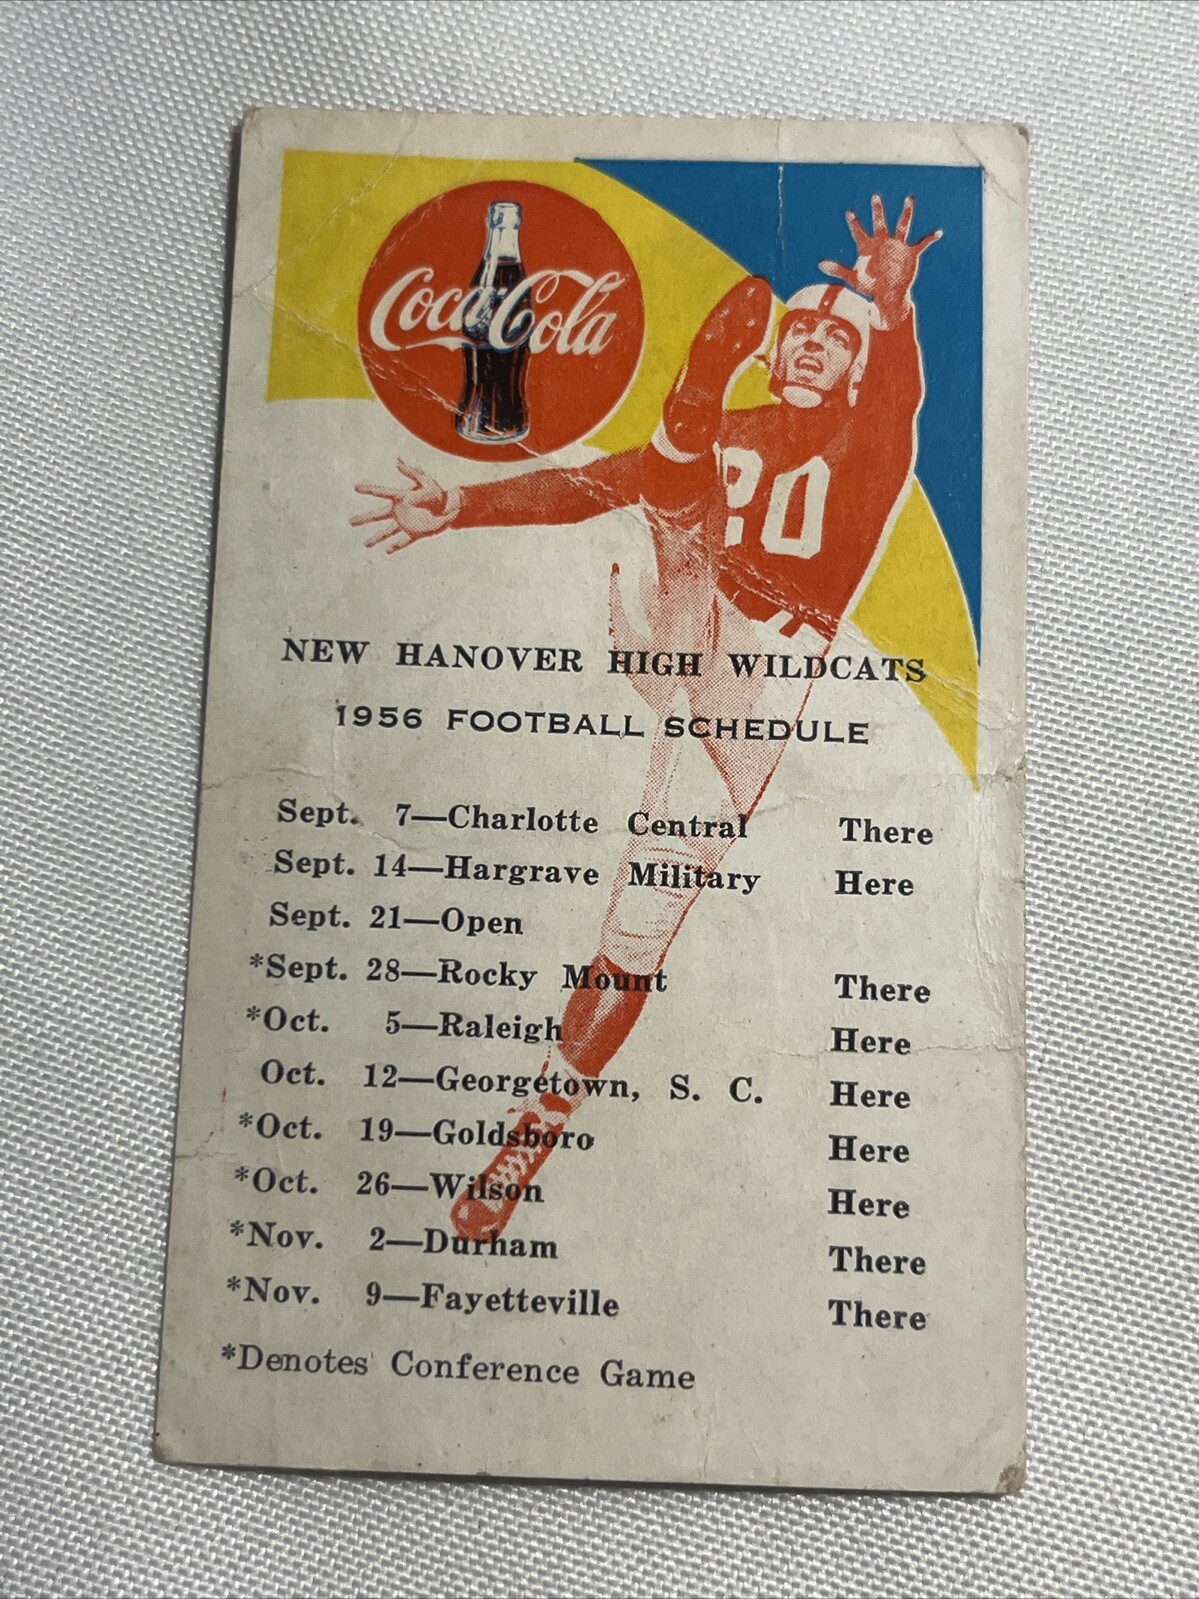 Coca-Cola
20
NEW HANOVER HIGH WILDCATS
1956 FOOTBALL SCHEDULE
Sept. 7—Charlotte Central There
Sept. 14—Hargrave Military Here
Sept. 21—Open
*Sept. 28—Rocky Mount There
*Oct. 5—Raleigh Here
Oct. 12—Georgetown, S. C. Here
*Oct. 19—Goldsboro Here
*Oct. 26—Wilson Here
*Nov. 2—Durham There
*Nov. 9—Fayetteville There
*Denotes Conference Game